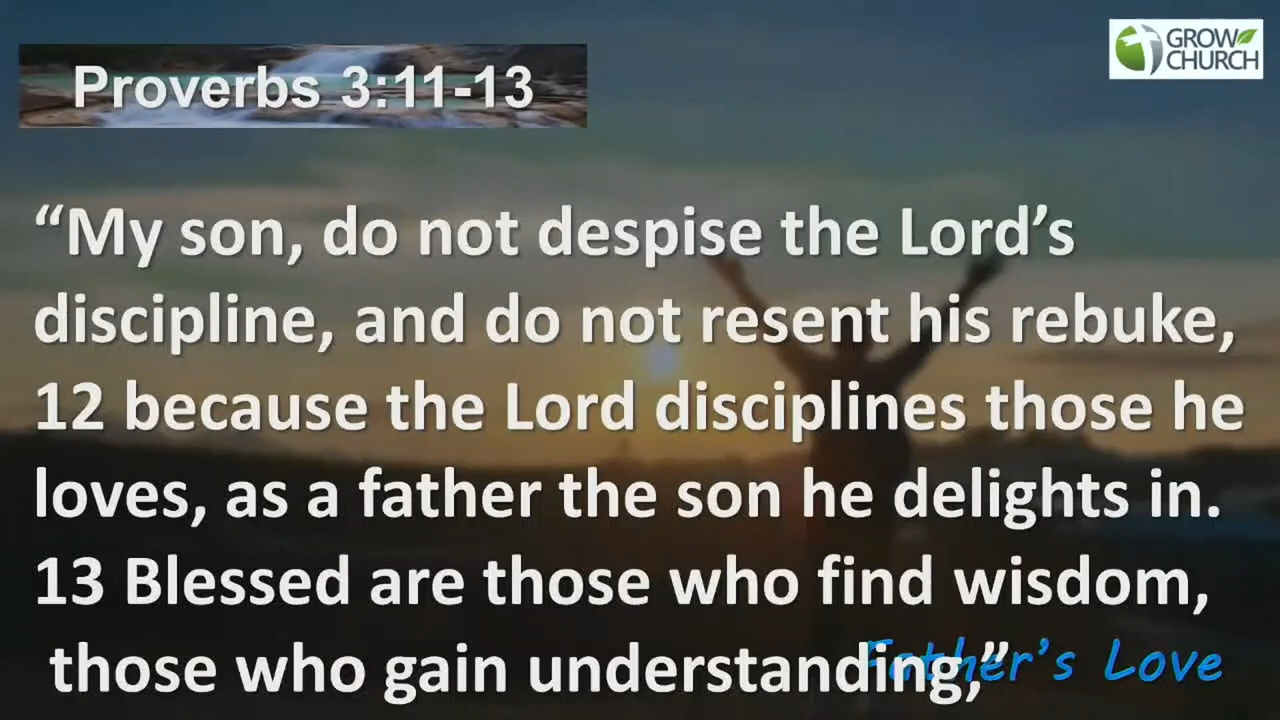 Proverbs 3:11-13
GROW
CHURCH
“My son, do not despise the Lord’s
discipline, and do not resent his rebuke,
12 because the Lord disciplines those he
loves, as a father the son he delights in.
13 Blessed are those who find wisdom,
those who gain understanding,”
Father’s Love